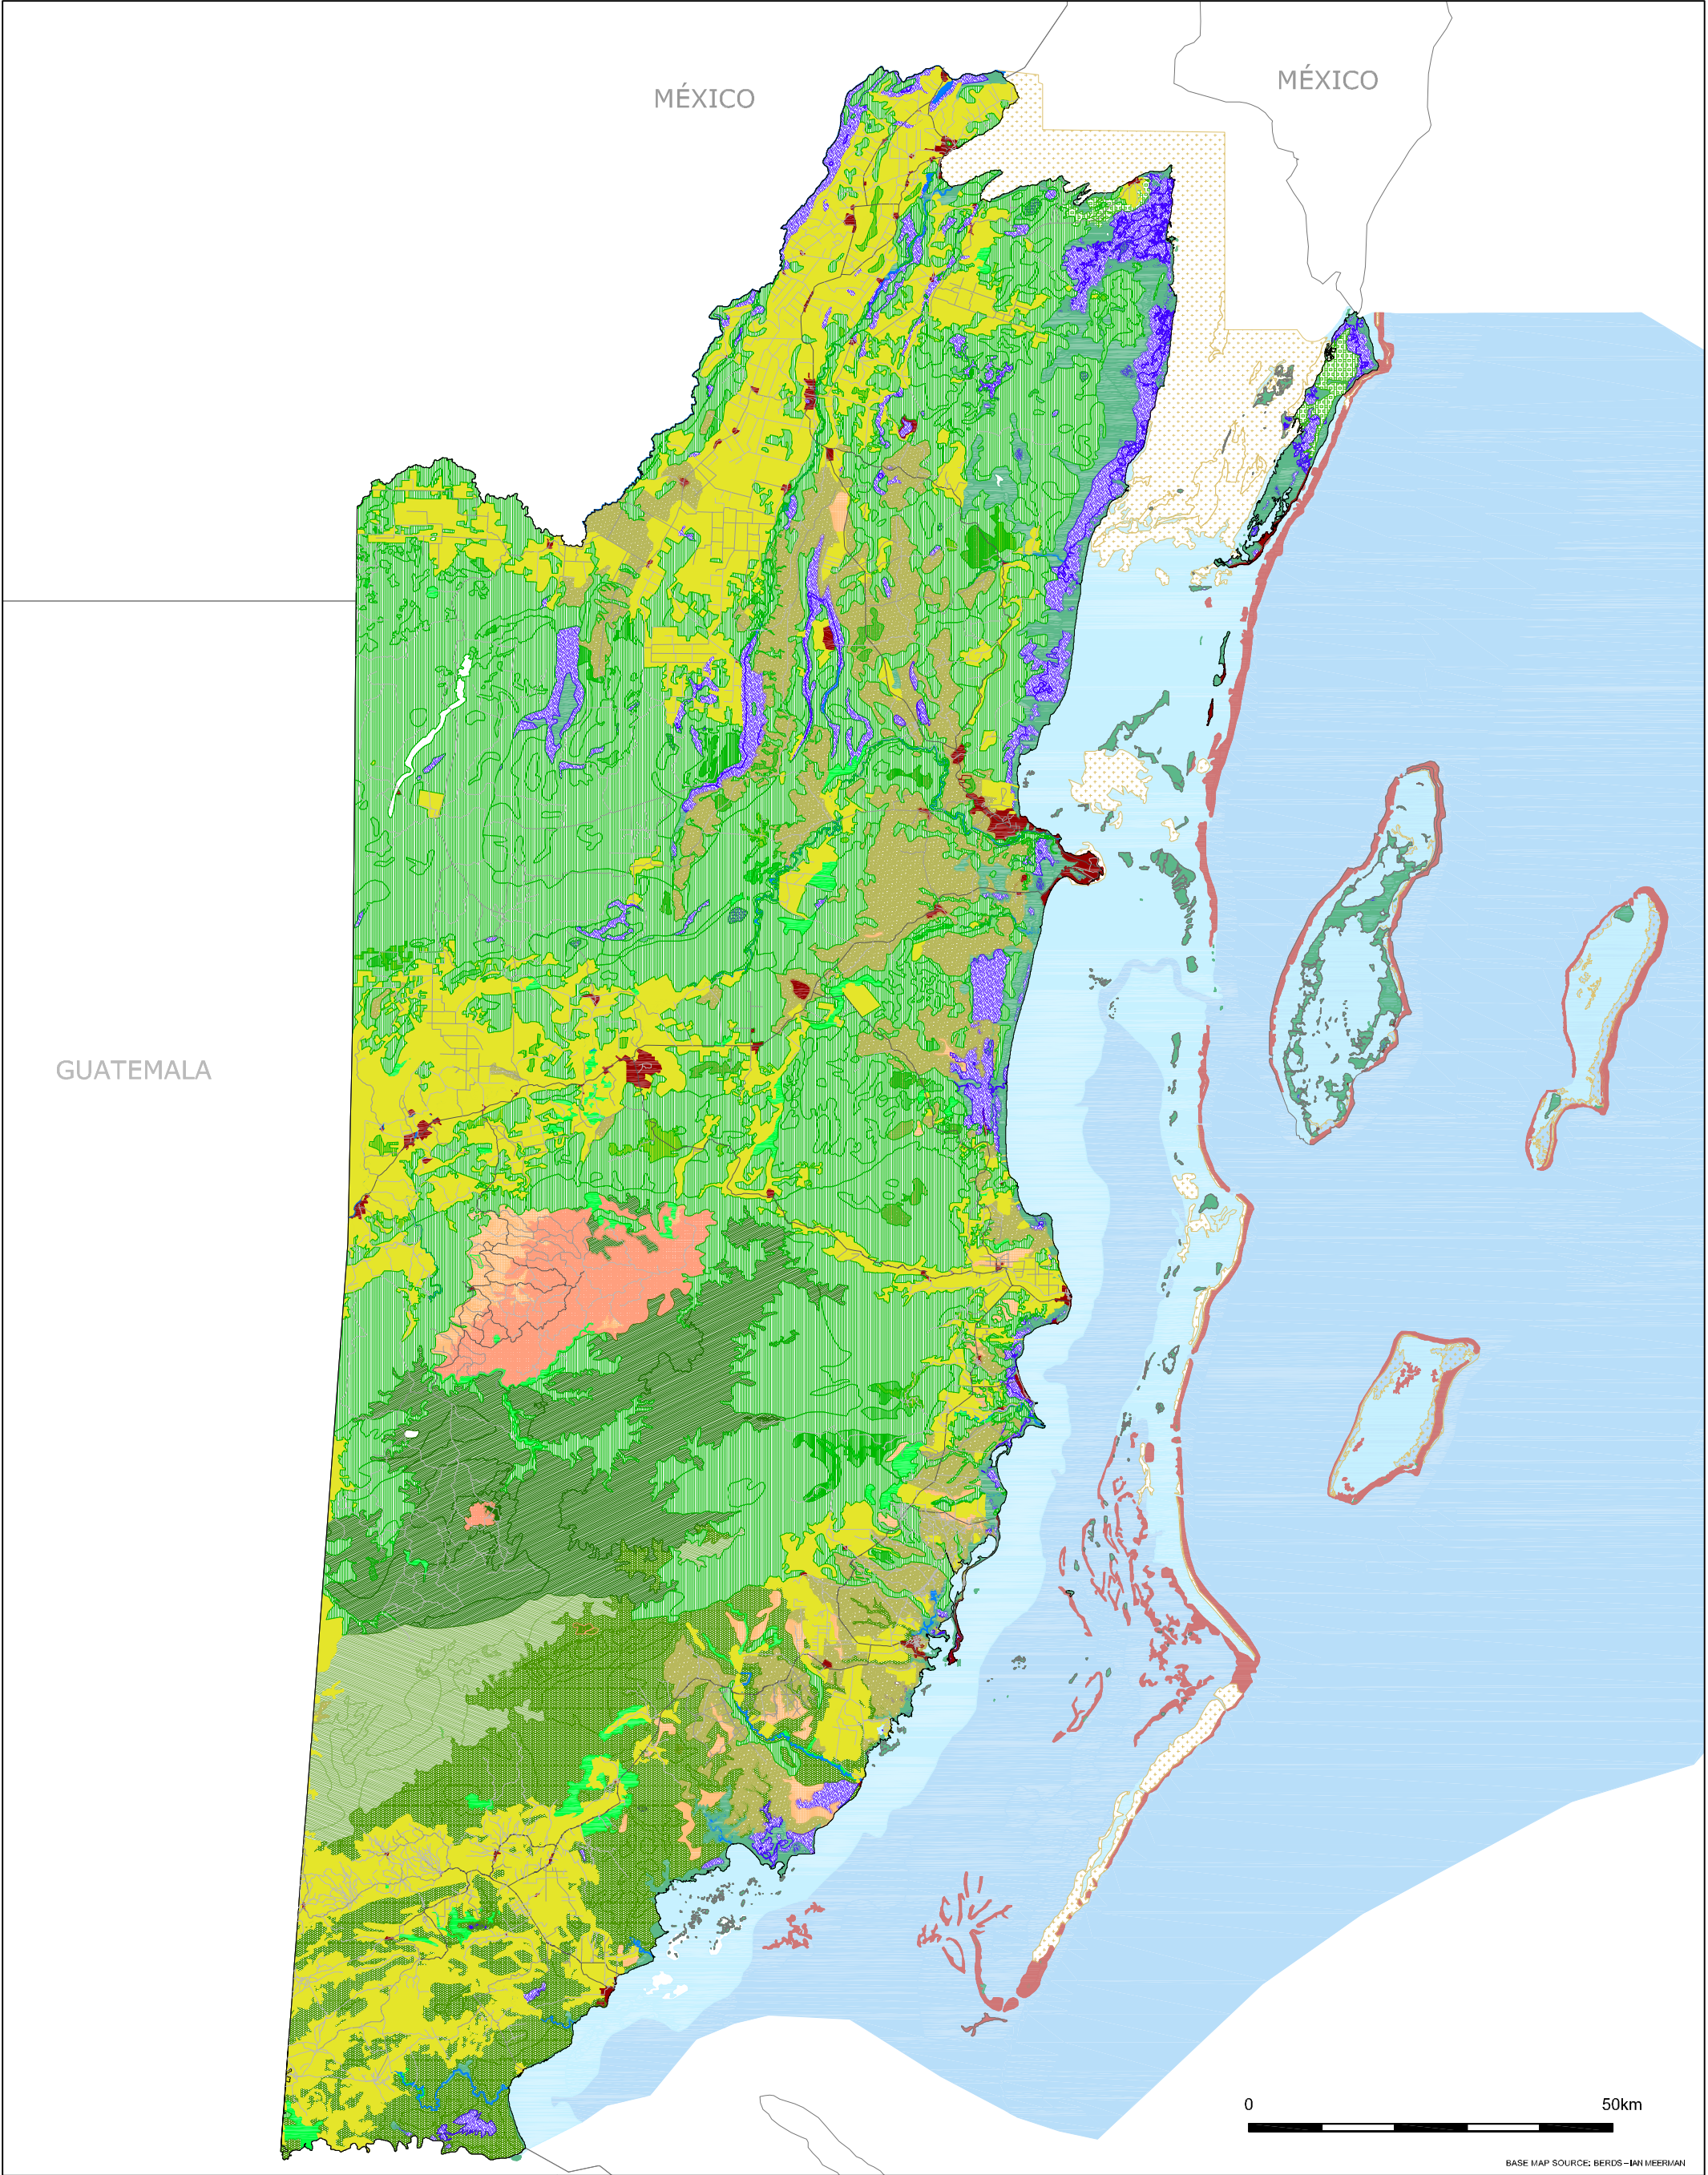 MÉXICO
MÉXICO
GUATEMALA
0 50km
BASE MAP SOURCE: BERDS–IAN MEERMAN